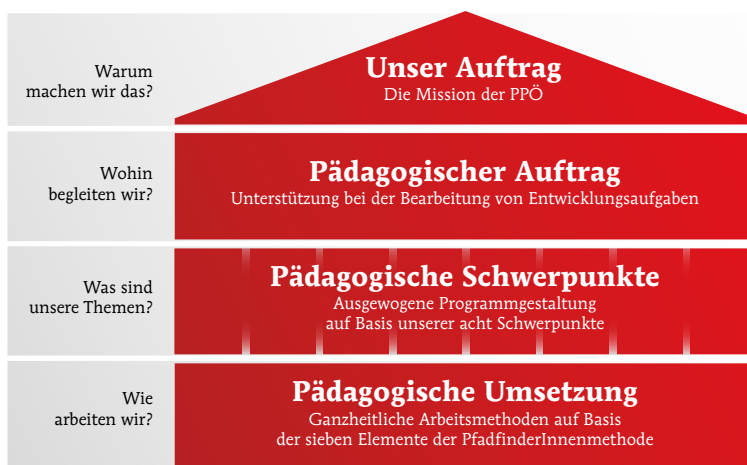 Warum
machen wir das?
Unser Auftrag
Die Mission der PPÖ
Wohin
begleiten wir?
Pädagogischer Auftrag
Unterstützung bei der Bearbeitung von Entwicklungsaufgaben
Was sind
unsere Themen?
Pädagogische Schwerpunkte
Ausgewogene Programmgestaltung
auf Basis unserer acht Schwerpunkte
Wie
arbeiten wir?
Pädagogische Umsetzung
Ganzheitliche Arbeitsmethoden auf Basis
der sieben Elemente der PfadfinderInnenmethode